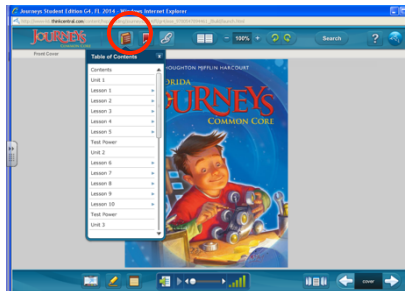 Journeys Student Edition G4, FL 2014 - Windows Internet Explorer
JOURNEYS
100%
Search
?
Front Cover
Table of Contents
Contents
Unit 1
Lesson 1
Lesson 2
Lesson 3
Lesson 4
Lesson 5
Test Power
Unit 2
Lesson 6
Lesson 7
Lesson 8
Lesson 9
Lesson 10
Test Power
Unit 3
HOUGHTON MIFFLIN HARCOURT
ORIDA
OURNEYS
COMMON CORE
cover